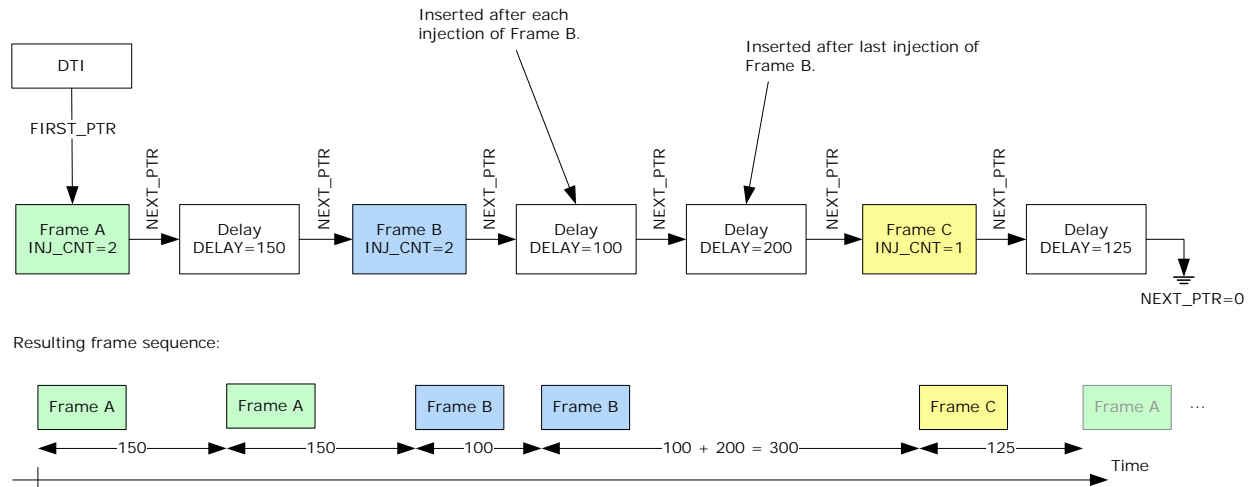 Inserted after each
injection of Frame B.
Inserted after last injection of
Frame B.
DTI
FIRST_PTR
NEXT_PTR
NEXT_PTR
NEXT_PTR
NEXT_PTR
NEXT_PTR
NEXT_PTR
Frame A
INJ_CNT=2
Delay
DELAY=150
Frame B
INJ_CNT=2
Delay
DELAY=100
Delay
DELAY=200
Frame C
INJ_CNT=1
Delay
DELAY=125
NEXT_PTR=0
Resulting frame sequence:
Frame A
Frame A
Frame B
Frame B
Frame C
Frame A
...
150
150
100
100 + 200 = 300
125
Time